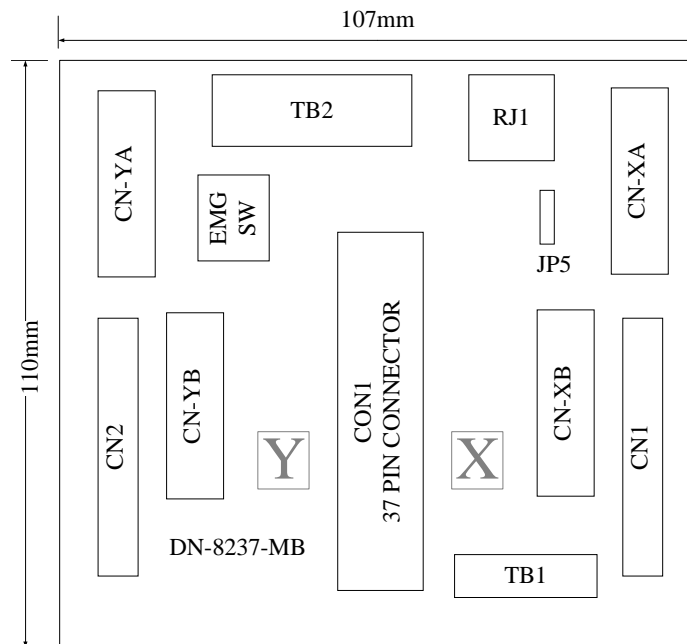 107mm
TB2
RJ1
CN-YA
CN-XA
EMG
SW
JP5
110mm
CON1
37 PIN CONNECTOR
CN-YB
CN-XB
CN2
CN1
Y
X
DN-8237-MB
TB1